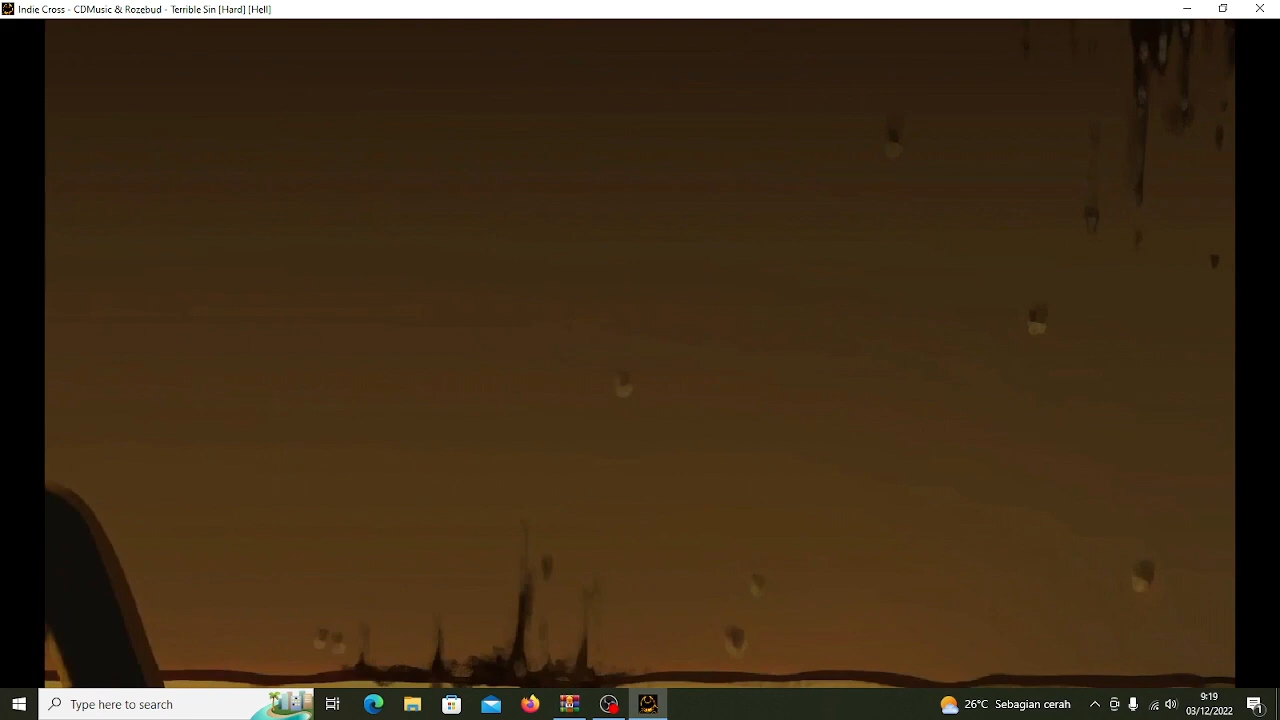 Indie Cross - CDMusic & Rozebud - Terrible Sin [Hard] [Hell]
Type here to search
26°C Sebagian cerah
9:19
03/12/2022
1